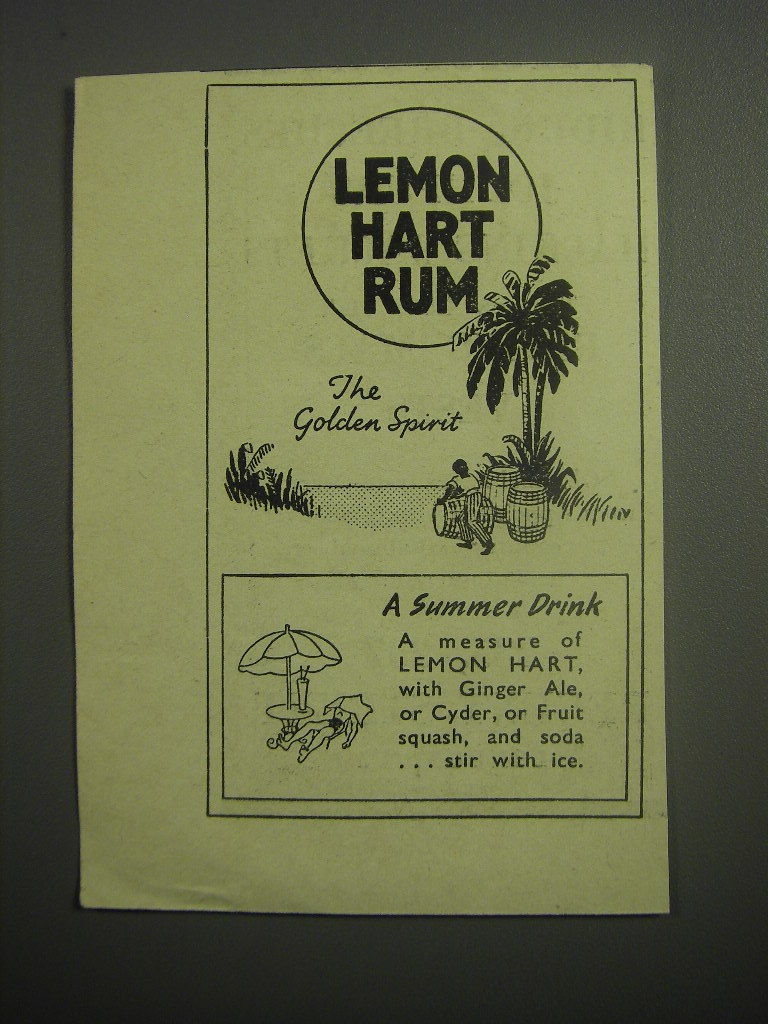 LEMON
HART
RUM
The
Golden Spirit
A Summer Drink
A measure of
LEMON HART,
with Ginger Ale,
or Cyder, or Fruit
squash, and soda
... stir with ice.